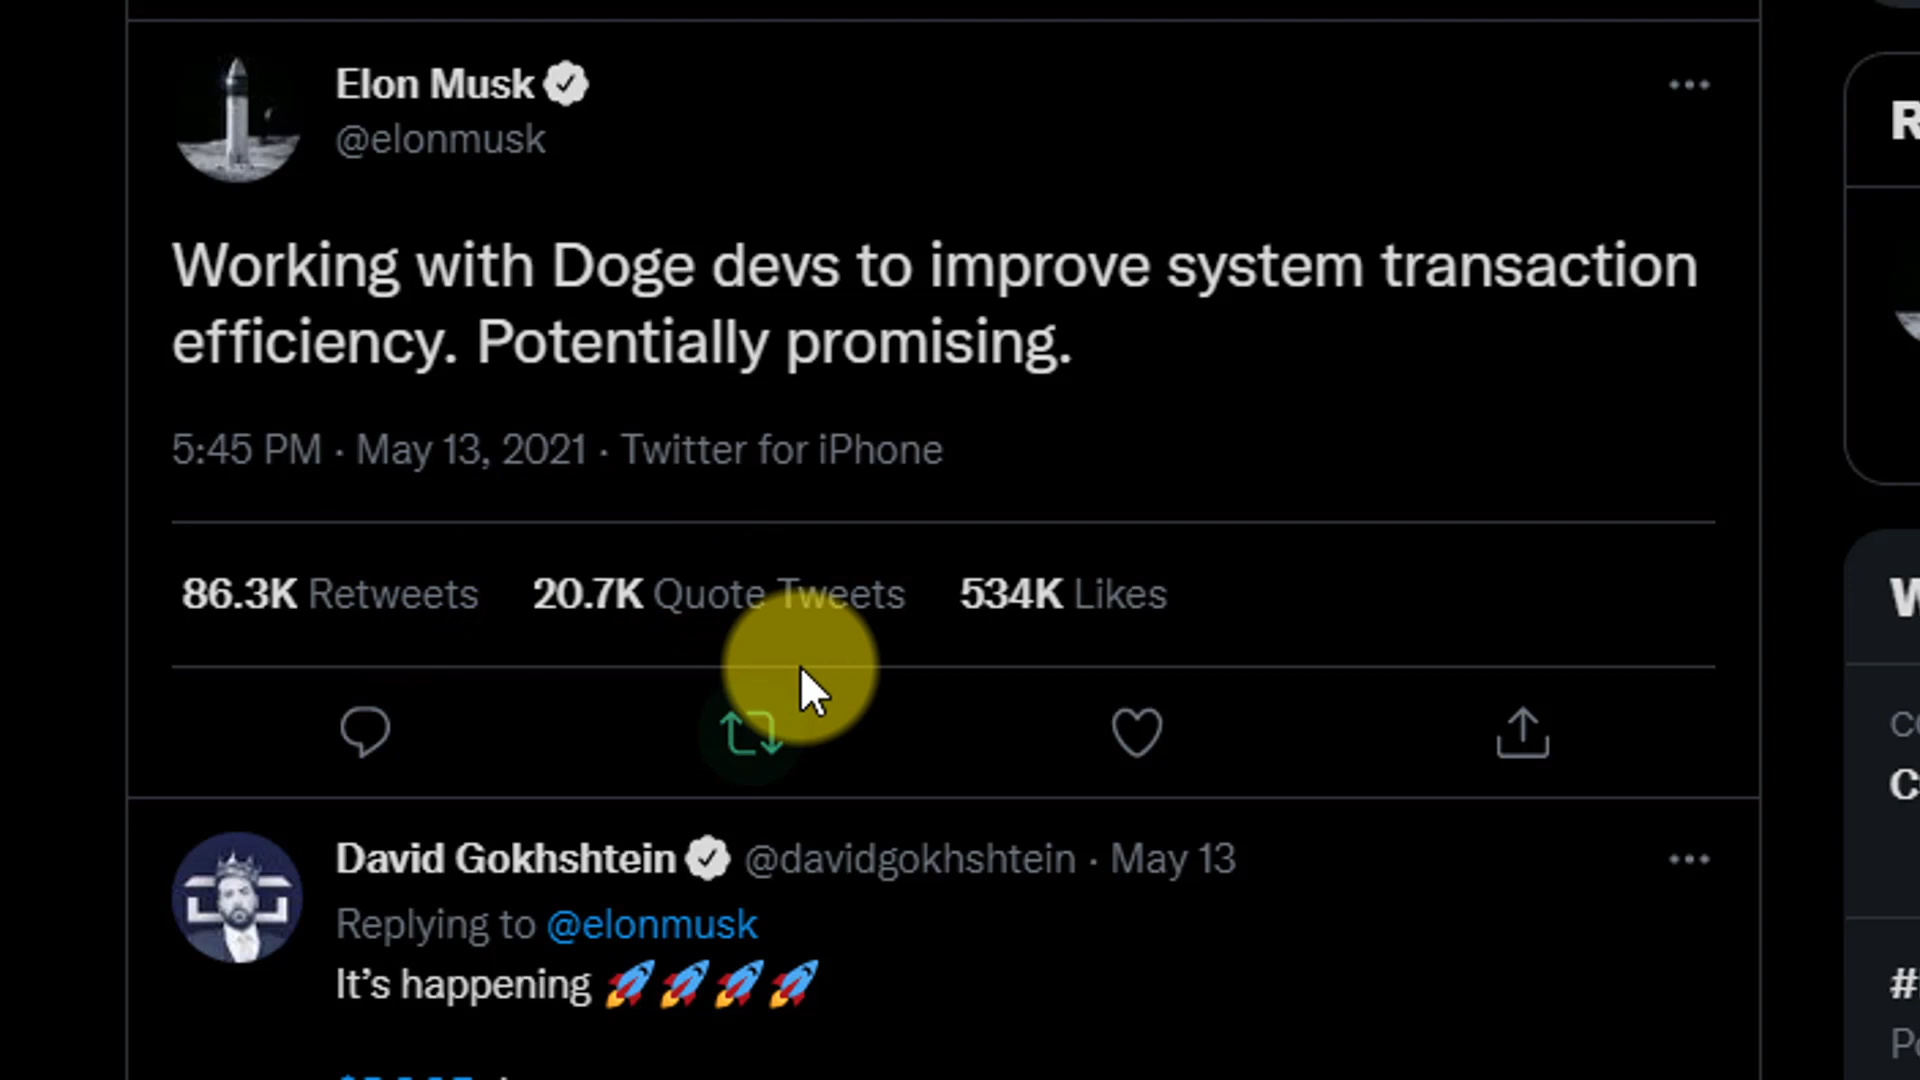 Elon Musk
@elonmusk
Working with Doge devs to improve system transaction
efficiency. Potentially promising.
5:45 PM · May 13, 2021 · Twitter for iPhone
86.3K Retweets 20.7K Quote Tweets 534K Likes
David Gokhshtein @davidgokhshtein · May 13
Replying to @elonmusk
It's happening 🚀🚀🚀🚀